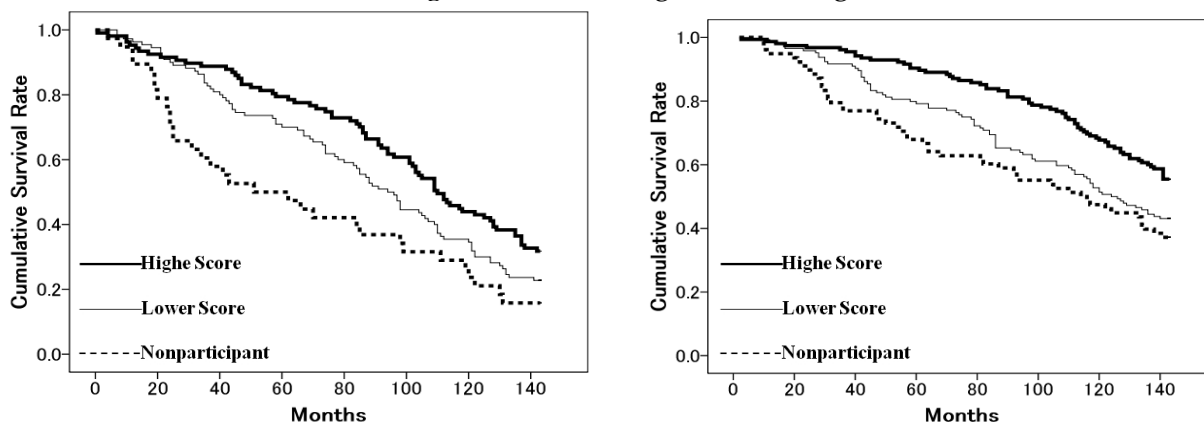 Cumulative Survival Rate
1.0
0.8
0.6
0.4
0.2
0.0
Highe Score
Lower Score
Nonparticipant
0 20 40 60 80 100 120 140
Months
Cumulative Survival Rate
1.0
0.8
0.6
0.4
0.2
0.0
Highe Score
Lower Score
Nonparticipant
0 20 40 60 80 100 120 140
Months